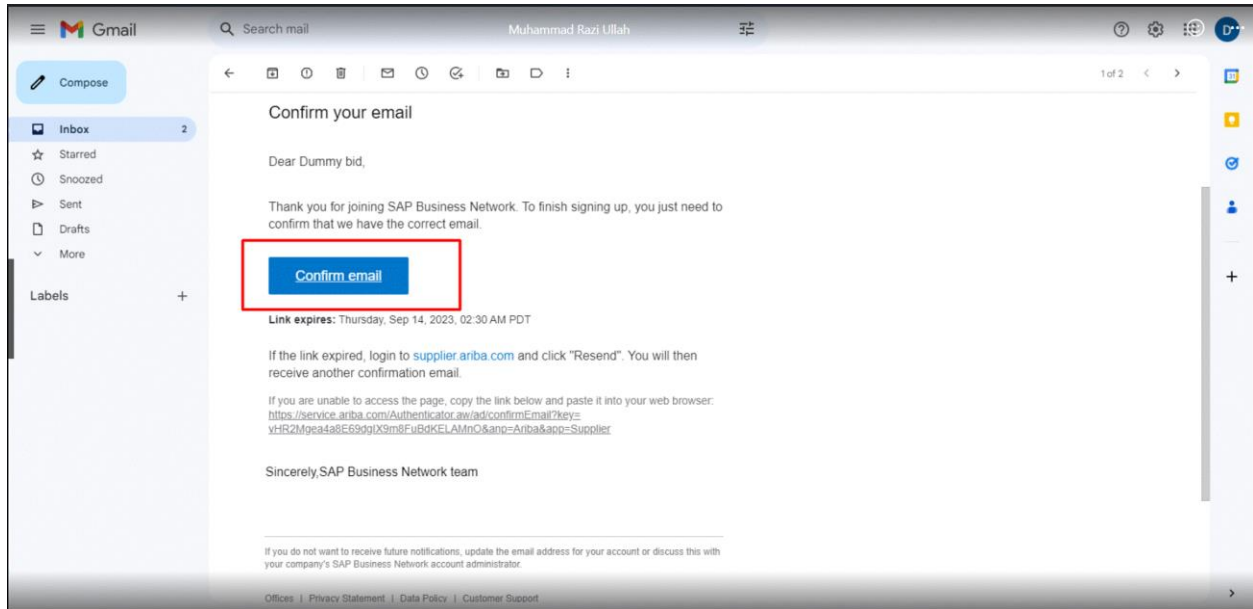 Gmail
Search mail
Muhammad Razi Ullah
D
Compose
1 of 2
Inbox 2
Starred
Snoozed
Sent
Drafts
More
Labels
Confirm your email
Dear Dummy bid,
Thank you for joining SAP Business Network. To finish signing up, you just need to
confirm that we have the correct email.
Confirm email
Link expires: Thursday, Sep 14, 2023, 02:30 AM PDT
If the link expired, login to supplier.ariba.com and click "Resend". You will then
receive another confirmation email.
If you are unable to access the page, copy the link below and paste it into your web browser:
https://service.ariba.com/Authenticator.aw/ad/confirmEmail?key=
Sincerely,SAP Business Network team
If you do not want to receive future notifications, update the email address for your account or discuss this with
your company's SAP Business Network account administrator.
Offices | Privacy Statement | Data Policy | Customer Support